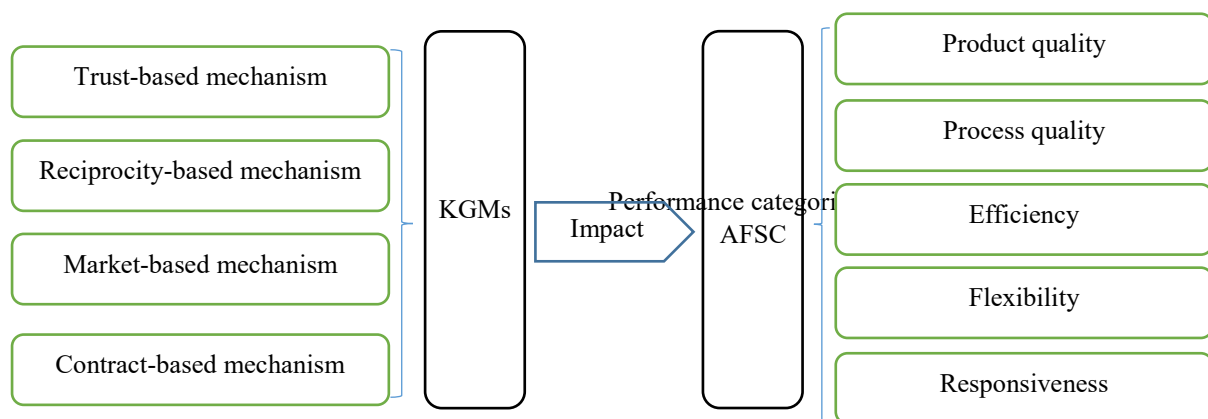 Trust-based mechanism
Reciprocity-based mechanism
Market-based mechanism
Contract-based mechanism
KGMs
Impact
Performance categori
AFSC
Product quality
Process quality
Efficiency
Flexibility
Responsiveness